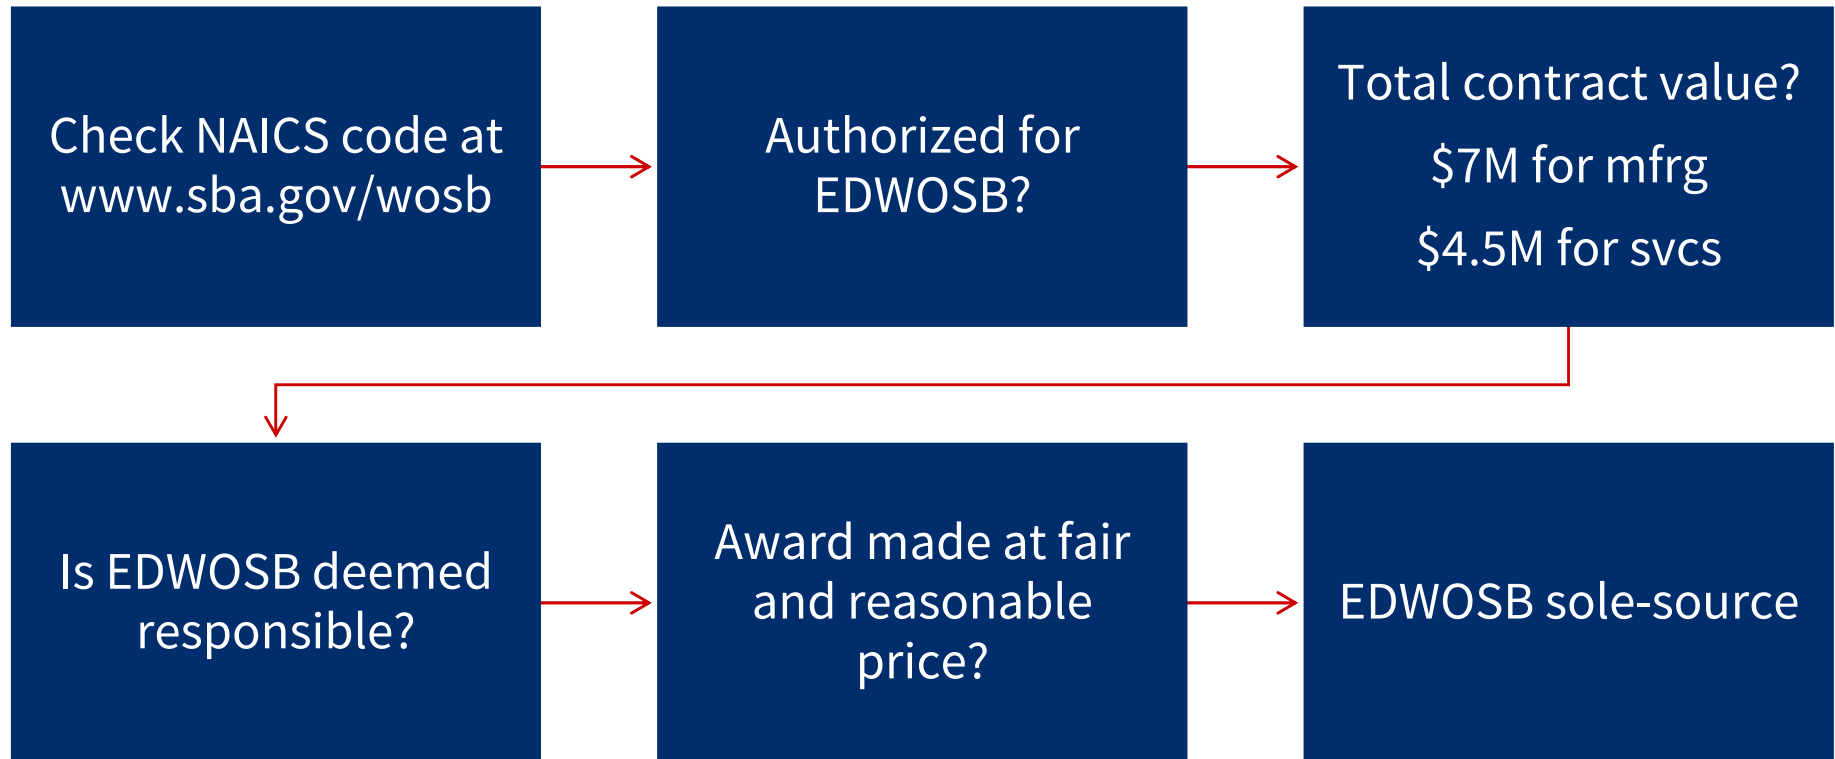 Check NAICS code at
www.sba.gov/wosb
Authorized for
EDWOSB?
Total contract value?
$7M for mfrg
$4.5M for svcs
Is EDWOSB deemed
responsible?
Award made at fair
and reasonable
price?
EDWOSB sole-source